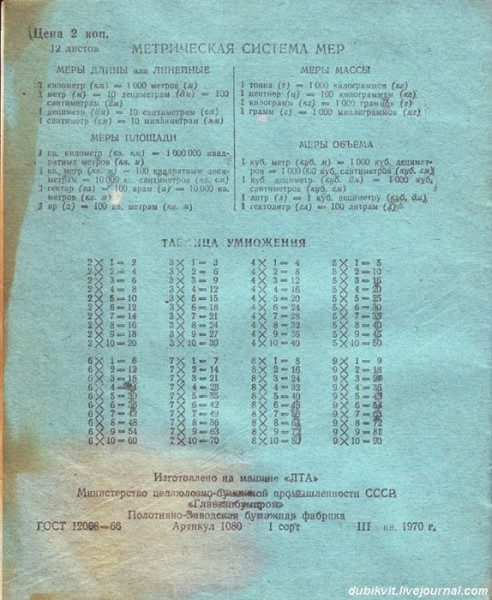 Цена 2 коп.
12 листов
МЕТРИЧЕСКАЯ СИСТЕМА МЕР
МЕРЫ ДЛИНЫ или ЛИНЕЙНЫЕ
1 километр (км) = 1 000 метров (м)
1 метр (м) = 10 дециметрам (дм) = 100
сантиметрам (см)
1 дециметр (дм) = 10 сантиметрам (см)
1 сантиметр (см) = 10 миллиметрам (мм)
МЕРЫ ПЛОЩАДИ
1 кв. километр (кв. км) = 1 000 000 квад-
ратных метров (кв. м)
1 кв. метр (кв. м) = 100 квадратным деци-
метрам = 10 000 кв. сантиметров (кв. см)
1 гектар (га) = 100 арам (а) = 10 000 кв.
метров (кв. м)
1 ар (а) = 100 кв. метрам (кв. м)
МЕРЫ МАССЫ
1 тонна (т) = 1 000 килограммов (кг)
1 центнер (ц) = 100 килограммам (кг)
1 килограмм (кг) = 1 000 граммов (г)
1 грамм (г) = 1 000 миллиграммов (мг)
МЕРЫ ОБЪЕМА
1 куб. метр (куб. м) = 1 000 куб. децимет-
ров = 1 000 000 куб. сантиметров (куб. см)
1 куб. дециметр (куб. дм) = 1 000 куб.
сантиметров (куб. см)
1 литр (л) = 1 куб. дециметру (куб. дм)
1 гектолитр (гл) = 100 литрам (л)
ТАБЛИЦА УМНОЖЕНИЯ
2 × 1 = 2 3 × 1 = 3 4 × 1 = 4 5 × 1 = 5
2 × 2 = 4 3 × 2 = 6 4 × 2 = 8 5 × 2 = 10
2 × 3 = 6 3 × 3 = 9 4 × 3 = 12 5 × 3 = 15
2 × 4 = 8 3 × 4 = 12 4 × 4 = 16 5 × 4 = 20
2 × 5 = 10 3 × 5 = 15 4 × 5 = 20 5 × 5 = 25
2 × 6 = 12 3 × 6 = 18 4 × 6 = 24 5 × 6 = 30
2 × 7 = 14 3 × 7 = 21 4 × 7 = 28 5 × 7 = 35
2 × 8 = 16 3 × 8 = 24 4 × 8 = 32 5 × 8 = 40
2 × 9 = 18 3 × 9 = 27 4 × 9 = 36 5 × 9 = 45
2 × 10 = 20 3 × 10 = 30 4 × 10 = 40 5 × 10 = 50
6 × 1 = 6 7 × 1 = 7 8 × 1 = 8 9 × 1 = 9
6 × 2 = 12 7 × 2 = 14 8 × 2 = 16 9 × 2 = 18
6 × 3 = 18 7 × 3 = 21 8 × 3 = 24 9 × 3 = 27
6 × 4 = 24 7 × 4 = 28 8 × 4 = 32 9 × 4 = 36
6 × 5 = 30 7 × 5 = 35 8 × 5 = 40 9 × 5 = 45
6 × 6 = 36 7 × 6 = 42 8 × 6 = 48 9 × 6 = 54
6 × 7 = 42 7 × 7 = 49 8 × 7 = 56 9 × 7 = 63
6 × 8 = 48 7 × 8 = 56 8 × 8 = 64 9 × 8 = 72
6 × 9 = 54 7 × 9 = 63 8 × 9 = 72 9 × 9 = 81
6 × 10 = 60 7 × 10 = 70 8 × 10 = 80 9 × 10 = 90
Изготовлено на машине «ЛТА»
Министерство целлюлозно-бумажной промышленности СССР
«Главбумпром»
Полотняно-Заводская бумажная фабрика
ГОСТ 12063—66 Артикул 1080 1 сорт III кв. 1970 г.
dubikvit.livejournal.com